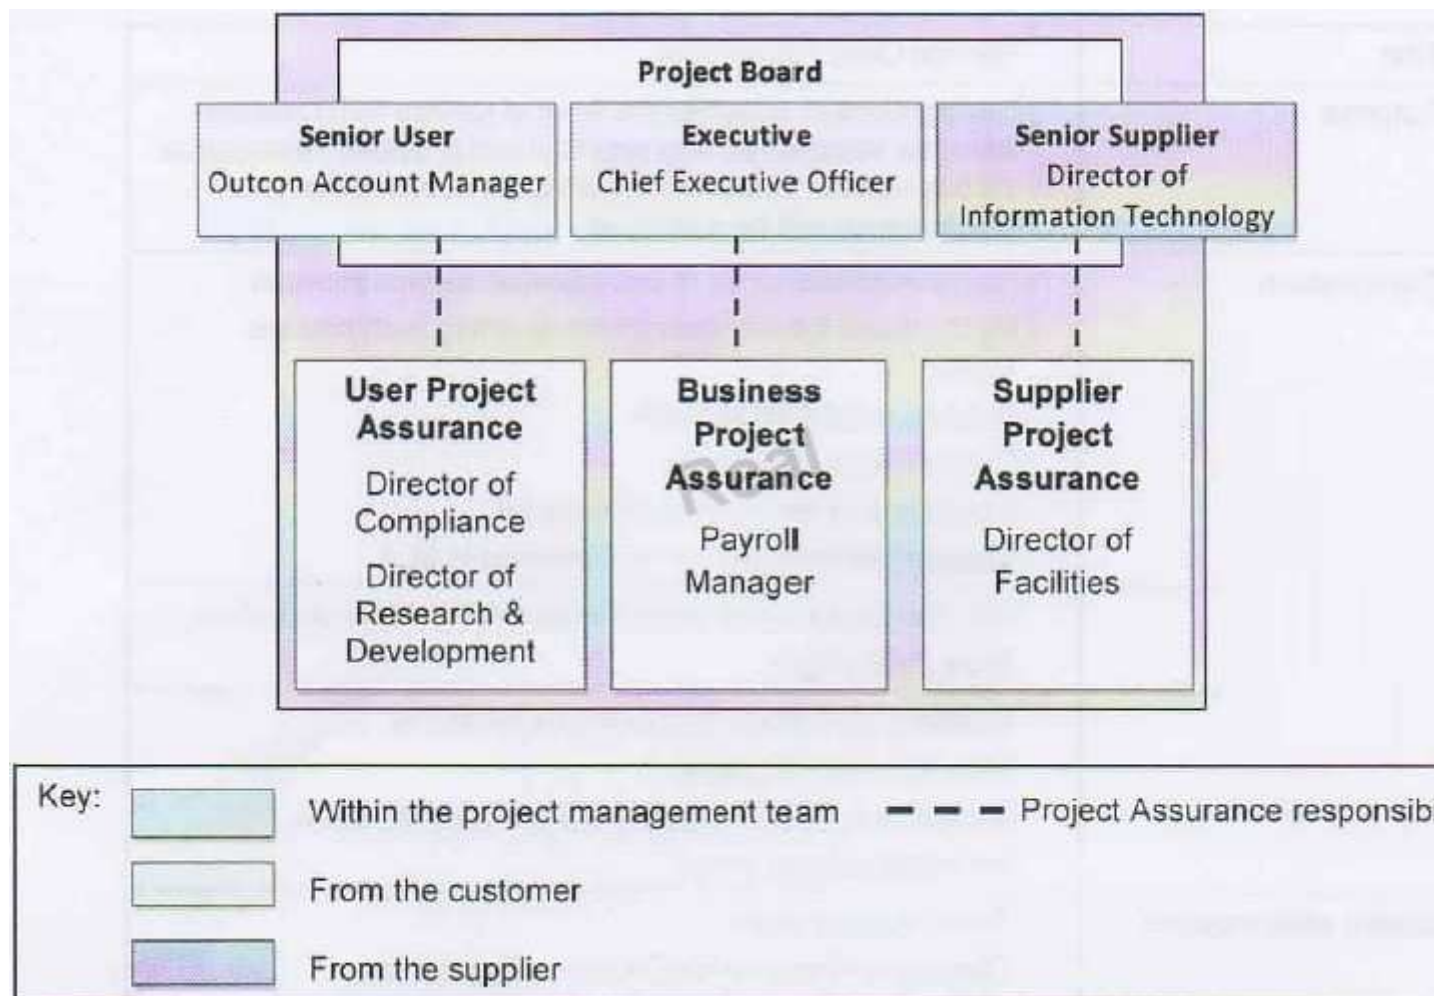 Project Board
Senior User
Outcon Account Manager
Executive
Chief Executive Officer
Senior Supplier
Director of
Information Technology
User Project
Assurance
Director of
Compliance
Director of
Research &
Development
Business
Project
Assurance
Payroll
Manager
Supplier
Project
Assurance
Director of
Facilities
Real
Key:
Within the project management team
Project Assurance responsib
From the customer
From the supplier